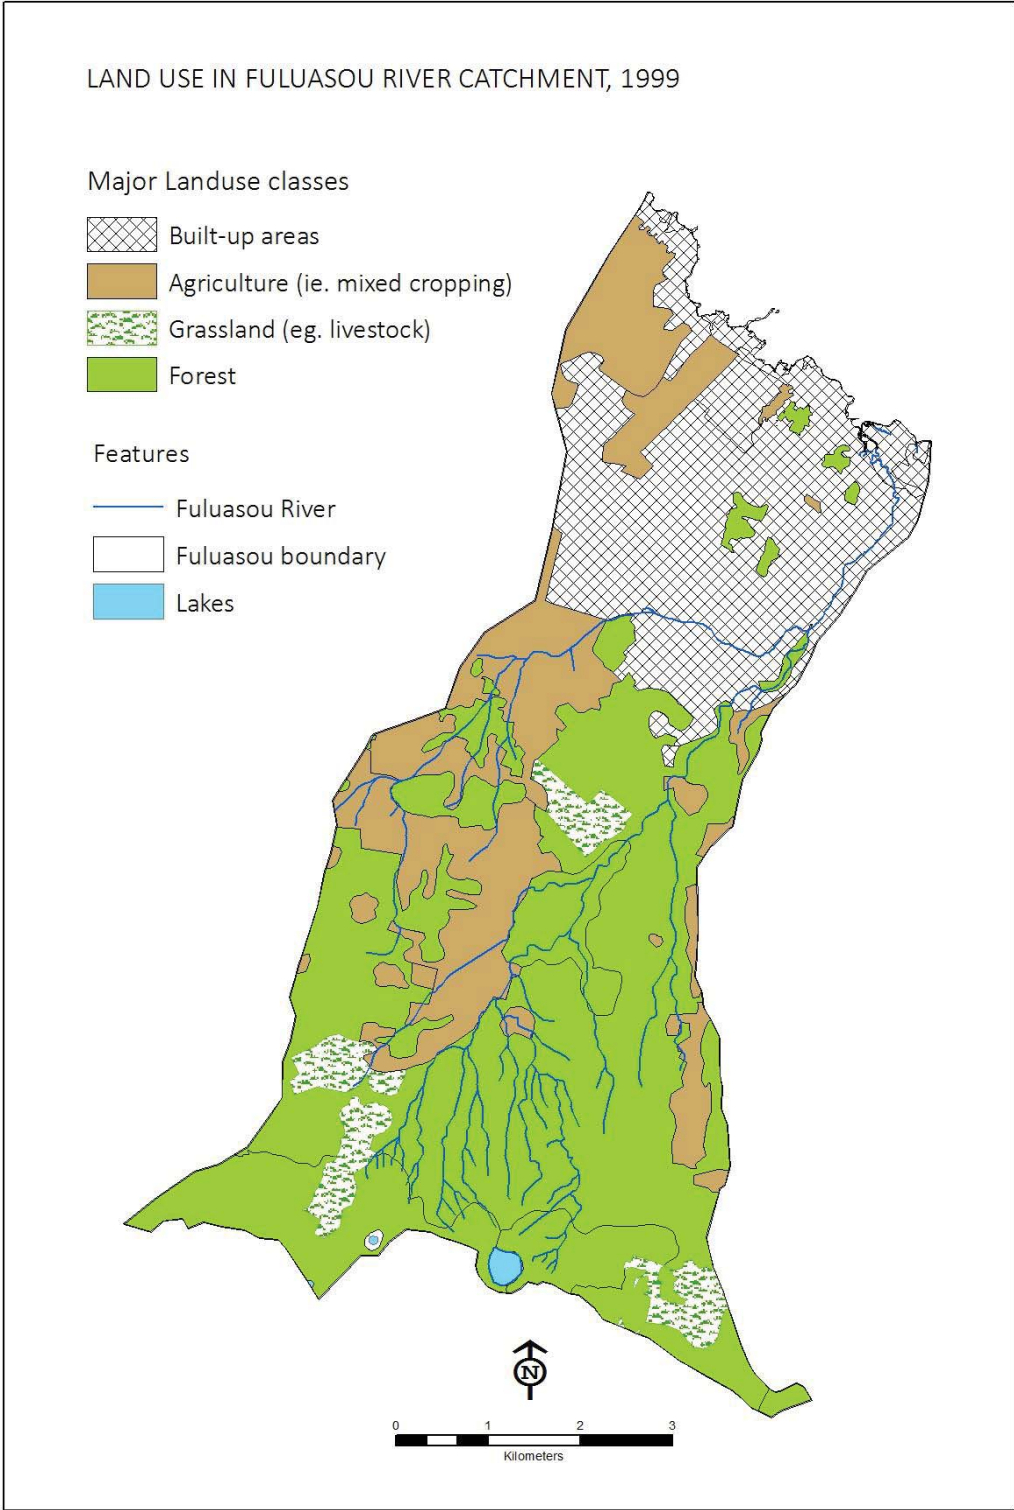 LAND USE IN FULUASOU RIVER CATCHMENT, 1999
Major Landuse classes
Built-up areas
Agriculture (ie. mixed cropping)
Grassland (eg. livestock)
Forest
Features
Fuluasou River
Fuluasou boundary
Lakes
N
0 1 2 3
Kilometers